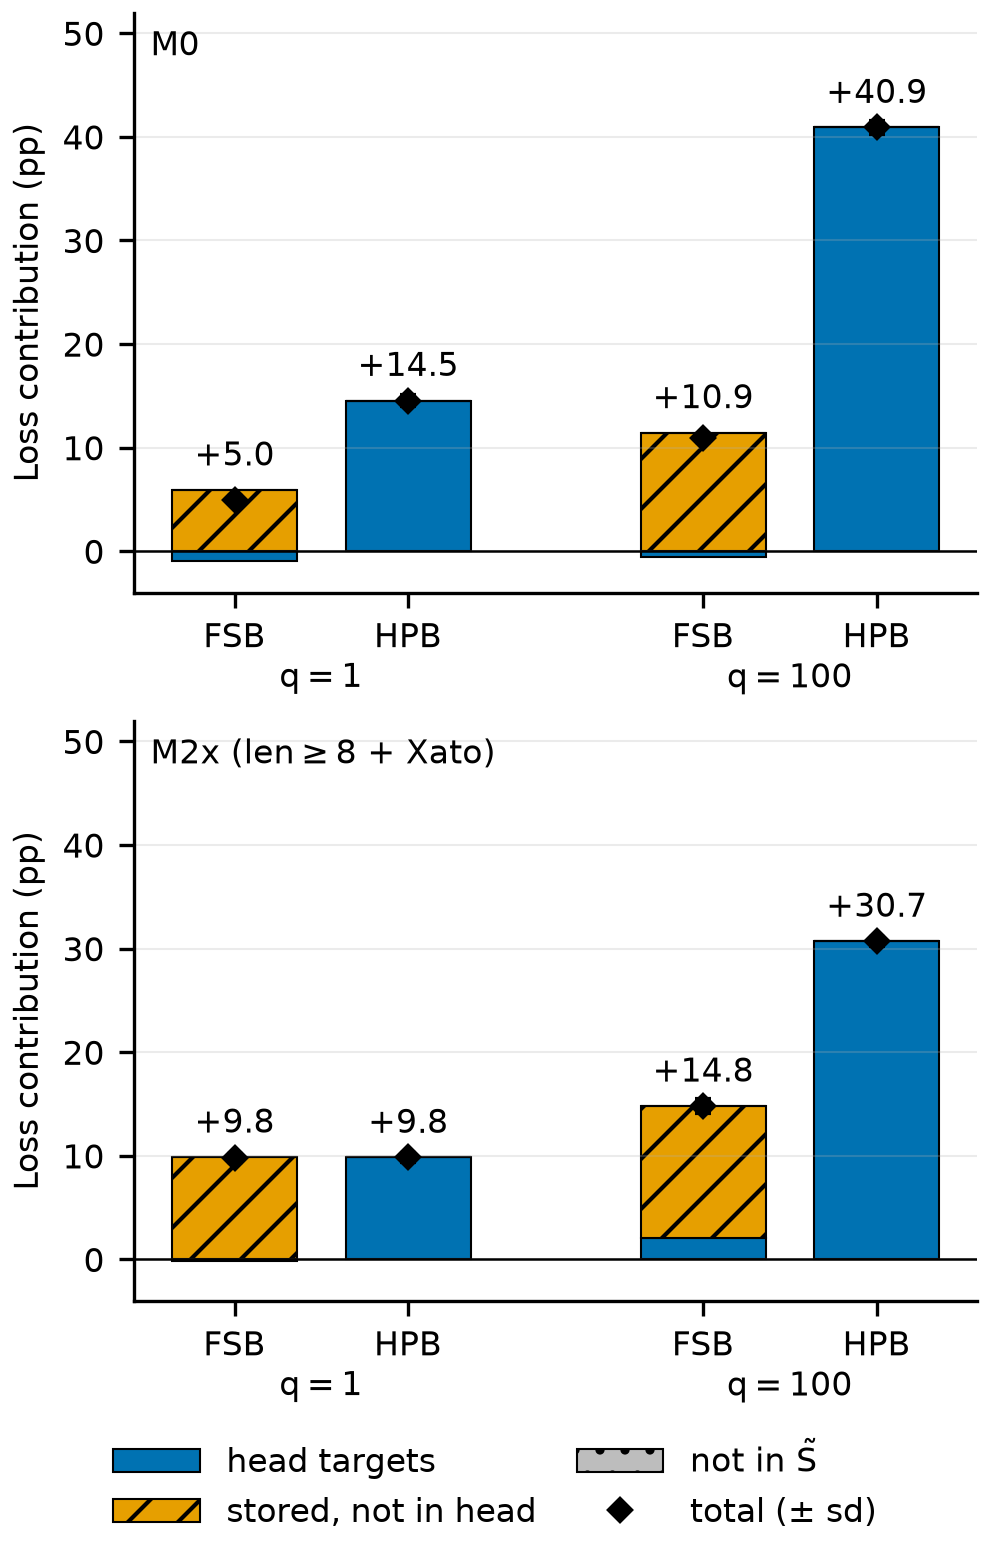 M0
Loss contribution (pp)
50
40
30
20
10
0
+5.0
+14.5
+10.9
+40.9
FSB HPB FSB HPB
q = 1 q = 100
M2x (len ≥ 8 + Xato)
Loss contribution (pp)
50
40
30
20
10
0
+9.8
+9.8
+14.8
+30.7
FSB HPB FSB HPB
q = 1 q = 100
head targets
stored, not in head
not in S̃
total (± sd)